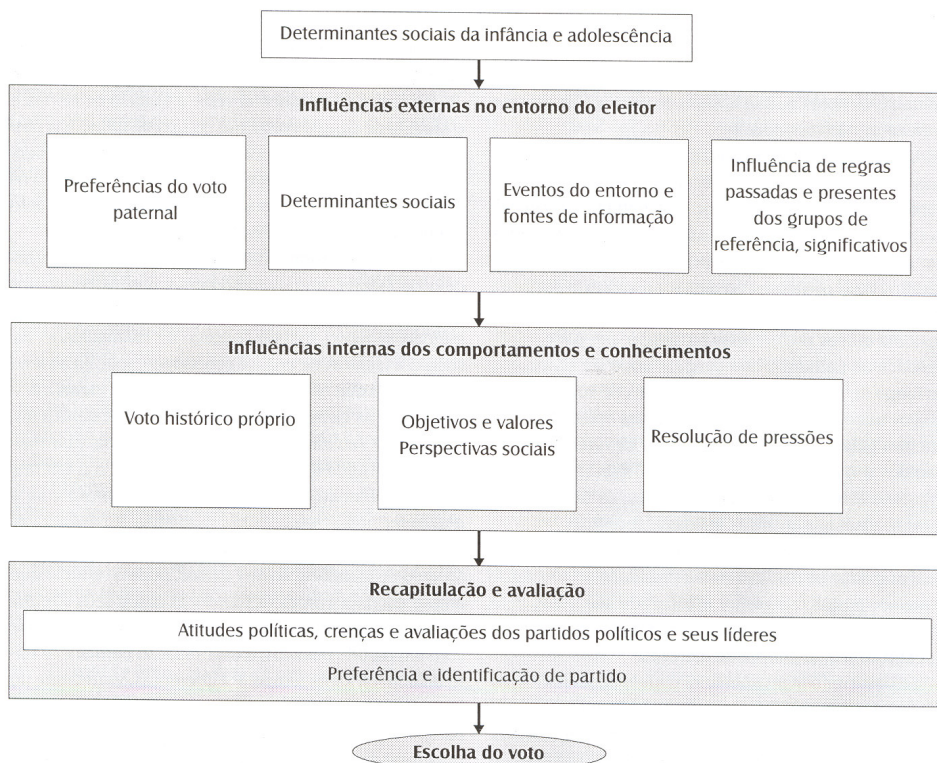 Determinantes sociais da infância e adolescência
Influências externas no entorno do eleitor
Preferências do voto
paternal
Determinantes sociais
Eventos do entorno e
fontes de informação
Influência de regras
passadas e presentes
dos grupos de
referência, significativos
Influências internas dos comportamentos e conhecimentos
Voto histórico próprio
Objetivos e valores
Perspectivas sociais
Resolução de pressões
Recapitulação e avaliação
Atitudes políticas, crenças e avaliações dos partidos políticos e seus líderes
Preferência e identificação de partido
Escolha do voto